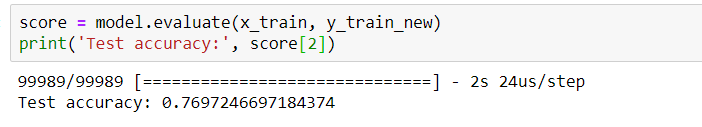 score = model.evaluate(x_train, y_train_new)
print('Test accuracy:', score[2])
99989/99989 [==============================] - 2s 24us/step
Test accuracy: 0.7697246697184374